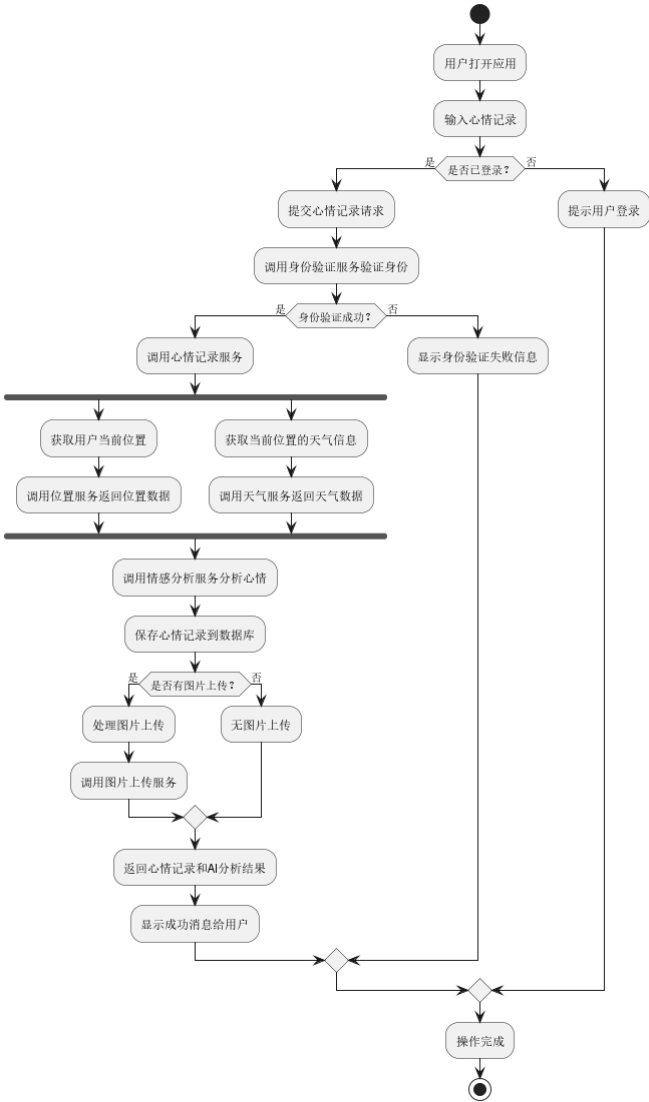 用户打开应用
输入心情记录
是
是否已登录？
否
提交心情记录请求
提示用户登录
调用身份验证服务验证身份
是
身份验证成功？
否
调用心情记录服务
显示身份验证失败信息
获取用户当前位置
获取当前位置的天气信息
调用位置服务返回位置数据
调用天气服务返回天气数据
调用情感分析服务分析心情
保存心情记录到数据库
是
是否有图片上传？
否
处理图片上传
无图片上传
调用图片上传服务
返回心情记录和AI分析结果
显示成功消息给用户
操作完成